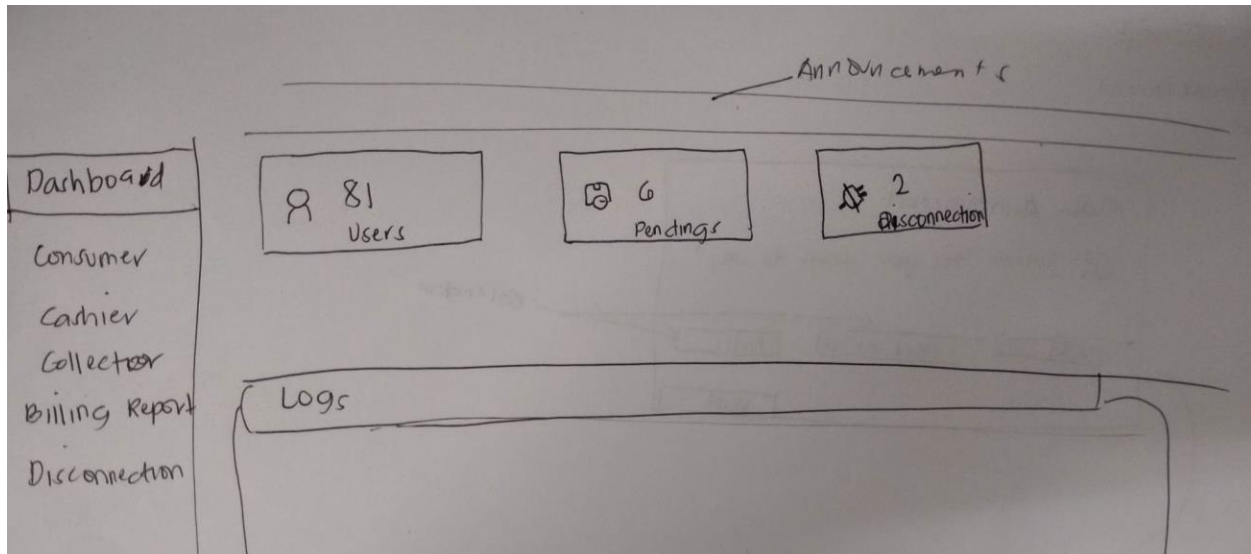 Announcements
Dashboard
Consumer
Cashier
Collector
Billing Report
Disconnection
81
Users
6
Pendings
2
Disconnection
Logs